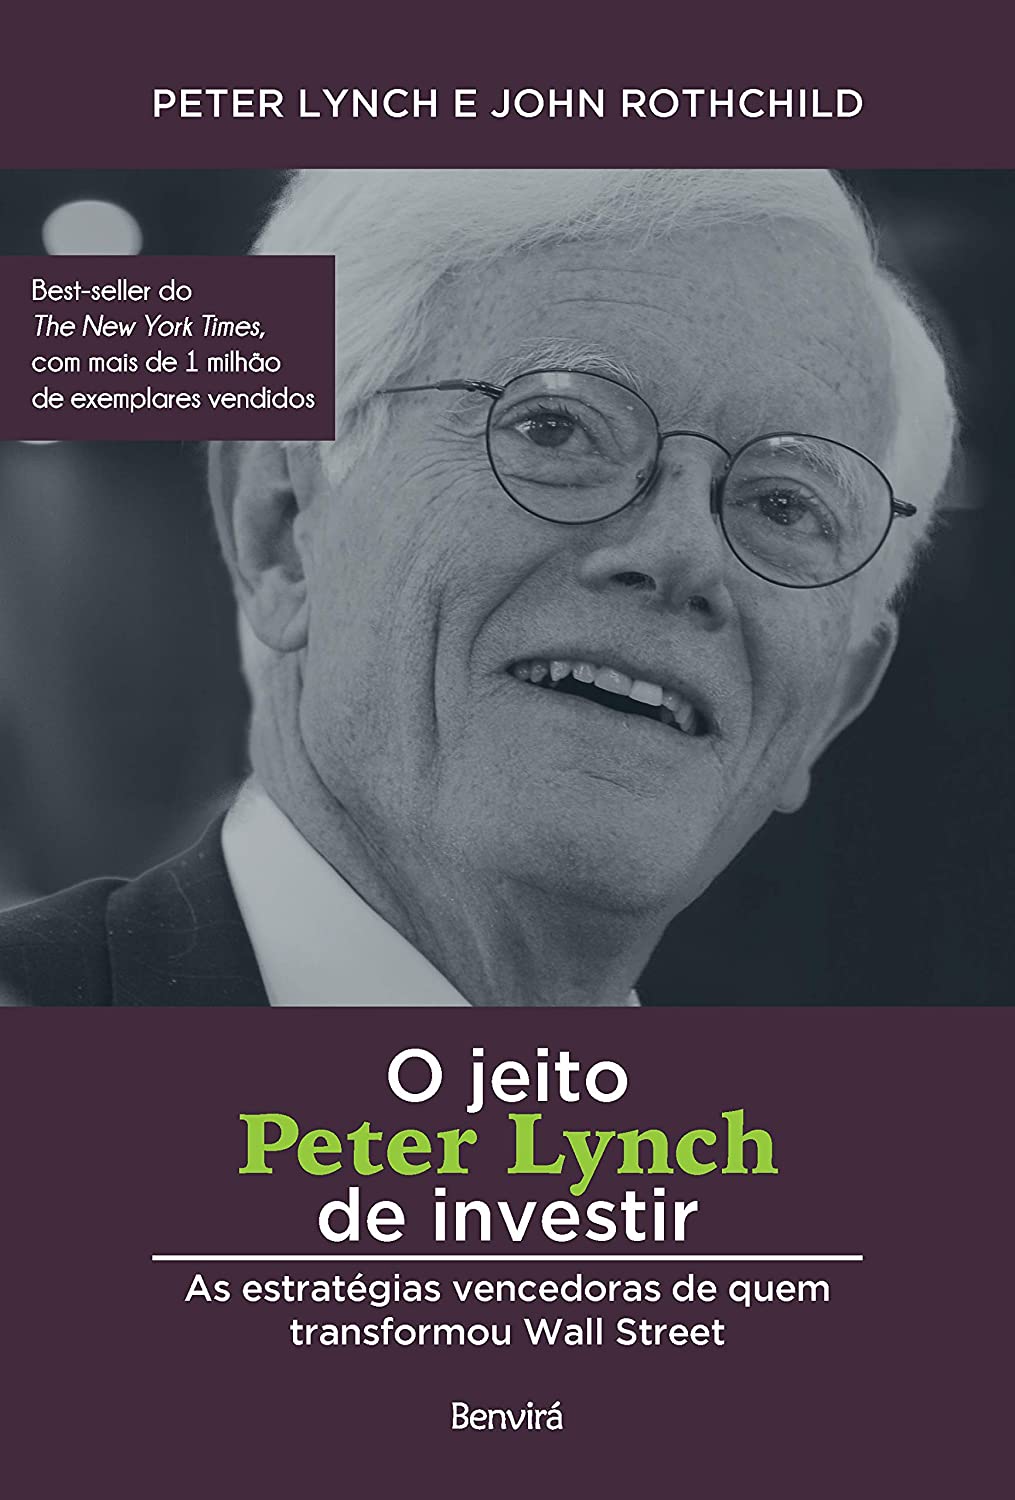 PETER LYNCH E JOHN ROTHCHILD
Best-seller do
The New York Times,
com mais de 1 milhão
de exemplares vendidos
O jeito
Peter Lynch
de investir
As estratégias vencedoras de quem
transformou Wall Street
Benvirá